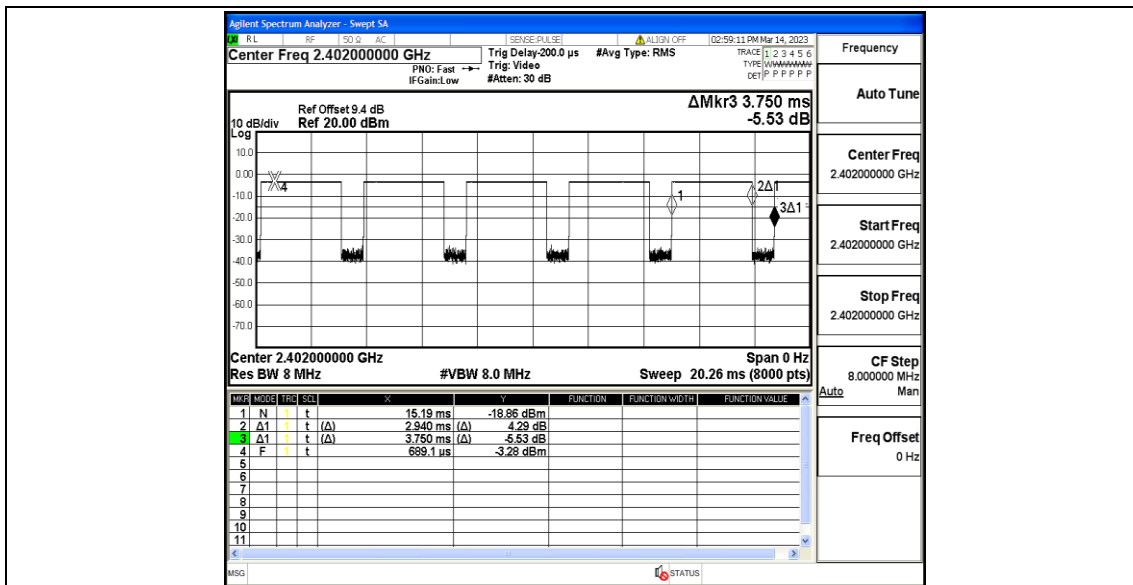 Agilent Spectrum Analyzer - Swept SA
RL RF 50 Ω AC SENSE:PULSE ALIGN OFF 02:59:11 PM Mar 14, 2023
Center Freq 2.402000000 GHz
PNO: Fast
IFGain:Low
Trig Delay-200.0 µs
Trig: Video
#Atten: 30 dB
#Avg Type: RMS
TRACE 1 2 3 4 5 6
TYPE
DET P P P P P P
Ref Offset 9.4 dB
Ref 20.00 dBm
10 dB/div
Log
ΔMkr3 3.750 ms
-5.53 dB
10.0
0.00
-10.0
-20.0
-30.0
-40.0
-50.0
-60.0
-70.0
4
1
2Δ1
3Δ1
Center 2.402000000 GHz
Span 0 Hz
Res BW 8 MHz
#VBW 8.0 MHz
Sweep 20.26 ms (8000 pts)
MKR MODE TRC SCL X Y FUNCTION FUNCTION WIDTH FUNCTION VALUE
1 N 1 t 15.19 ms -18.86 dBm
2 Δ1 1 t (Δ) 2.940 ms (Δ) 4.29 dB
3 Δ1 1 t (Δ) 3.750 ms (Δ) -5.53 dB
4 F 1 t 689.1 µs -3.28 dBm
5
6
7
8
9
10
11
MSG
STATUS
Frequency
Auto Tune
Center Freq
2.402000000 GHz
Start Freq
2.402000000 GHz
Stop Freq
2.402000000 GHz
CF Step
8.000000 MHz
Auto Man
Freq Offset
0 Hz